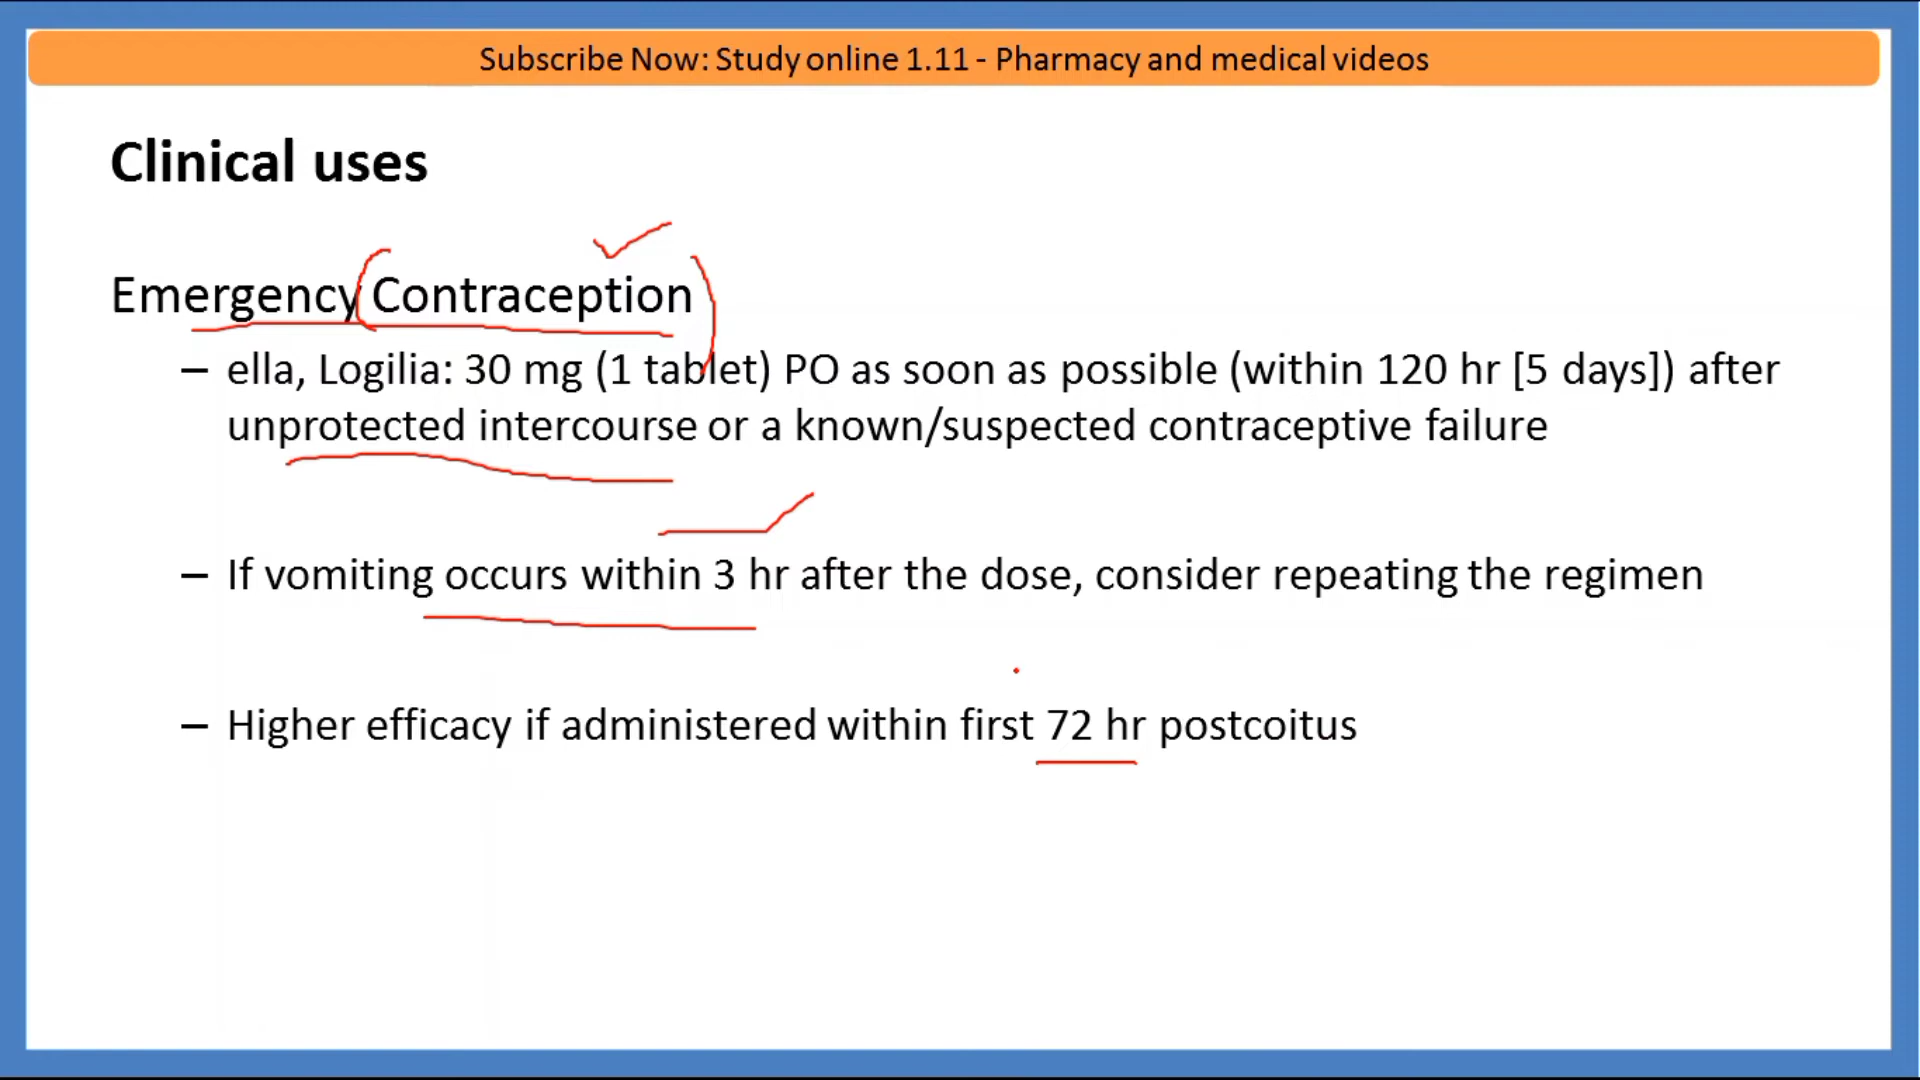 Subscribe Now: Study online 1.11 - Pharmacy and medical videos
Clinical uses
Emergency Contraception
– ella, Logilia: 30 mg (1 tablet) PO as soon as possible (within 120 hr [5 days]) after
unprotected intercourse or a known/suspected contraceptive failure
– If vomiting occurs within 3 hr after the dose, consider repeating the regimen
– Higher efficacy if administered within first 72 hr postcoitus